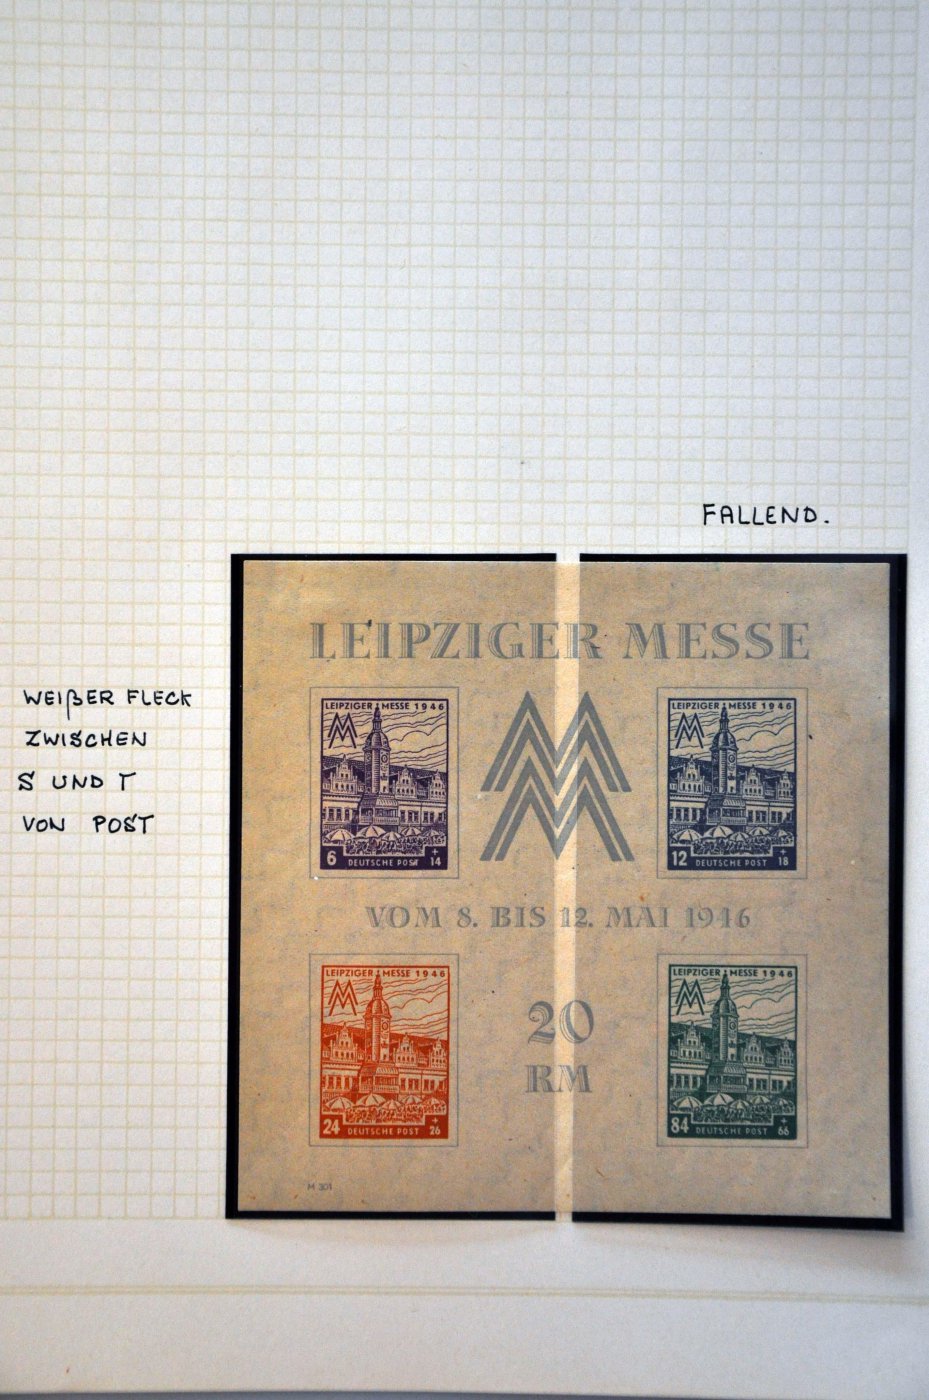 FALLEND.
WEIßER FLECK
ZWISCHEN
S UND T
VON POST
LEIPZIGER MESSE
LEIPZIGER MESSE 1946
6 DEUTSCHE POST + 14
LEIPZIGER MESSE 1946
12 DEUTSCHE POST + 18
VOM 8. BIS 12. MAI 1946
LEIPZIGER MESSE 1946
24 DEUTSCHE POST + 26
20
RM
LEIPZIGER MESSE 1946
84 DEUTSCHE POST + 66
M 301